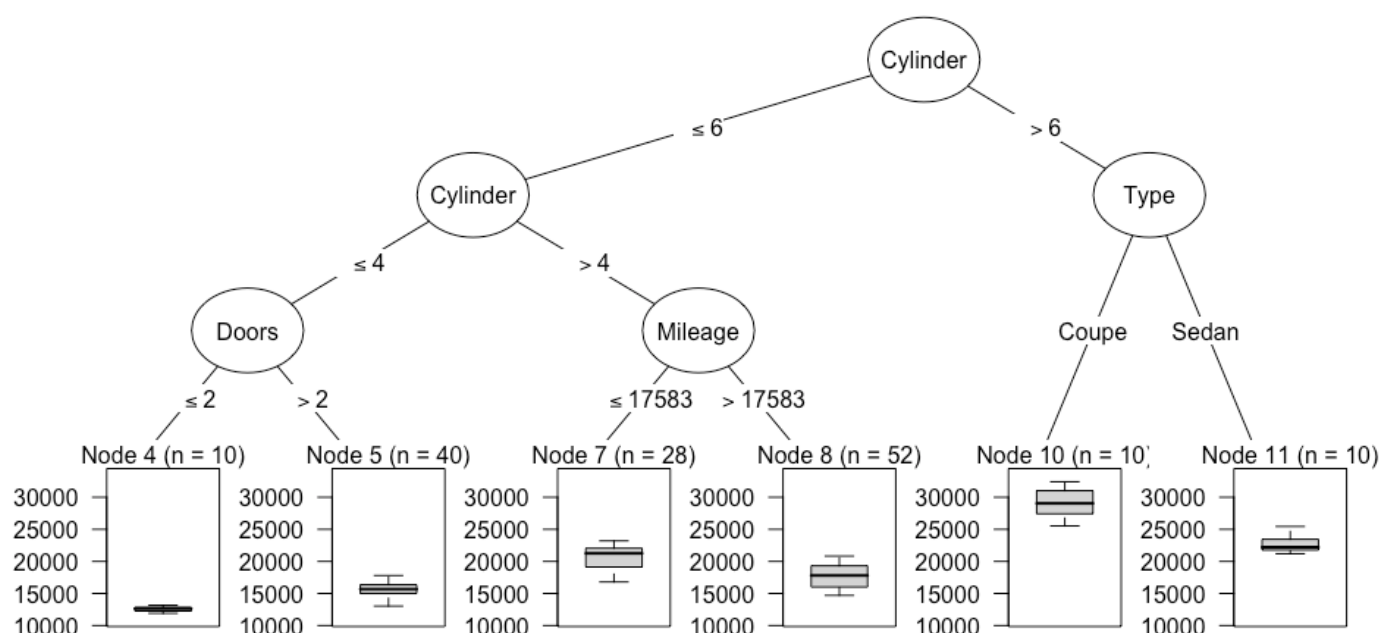 Cylinder
≤ 6
> 6
Cylinder
Type
≤ 4
> 4
Doors
Mileage
Coupe
Sedan
≤ 2
> 2
≤ 17583
> 17583
Node 4 (n = 10)
Node 5 (n = 40)
Node 7 (n = 28)
Node 8 (n = 52)
Node 10 (n = 10)
Node 11 (n = 10)
30000 30000 30000 30000 30000 30000
25000 25000 25000 25000 25000 25000
20000 20000 20000 20000 20000 20000
15000 15000 15000 15000 15000 15000
10000 10000 10000 10000 10000 10000